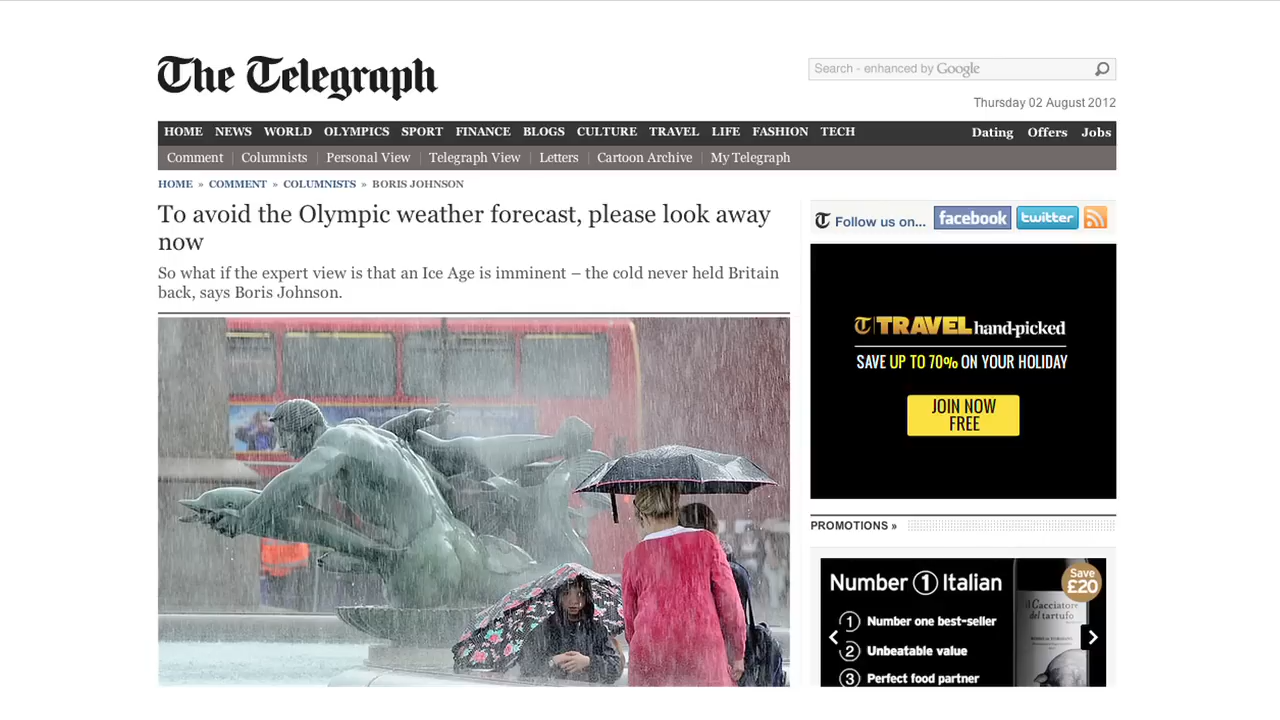 The Telegraph
Search - enhanced by Google
Thursday 02 August 2012
HOME NEWS WORLD OLYMPICS SPORT FINANCE BLOGS CULTURE TRAVEL LIFE FASHION TECH Dating Offers Jobs
Comment Columnists Personal View Telegraph View Letters Cartoon Archive My Telegraph
HOME » COMMENT » COLUMNISTS » BORIS JOHNSON
To avoid the Olympic weather forecast, please look away
now
So what if the expert view is that an Ice Age is imminent – the cold never held Britain
back, says Boris Johnson.
T Follow us on... facebook twitter
T TRAVEL hand-picked
SAVE UP TO 70% ON YOUR HOLIDAY
JOIN NOW
FREE
PROMOTIONS »
Number 1 Italian
Save
£20
1 Number one best-seller
2 Unbeatable value
3 Perfect food partner
il Cacciatore
del tartufo